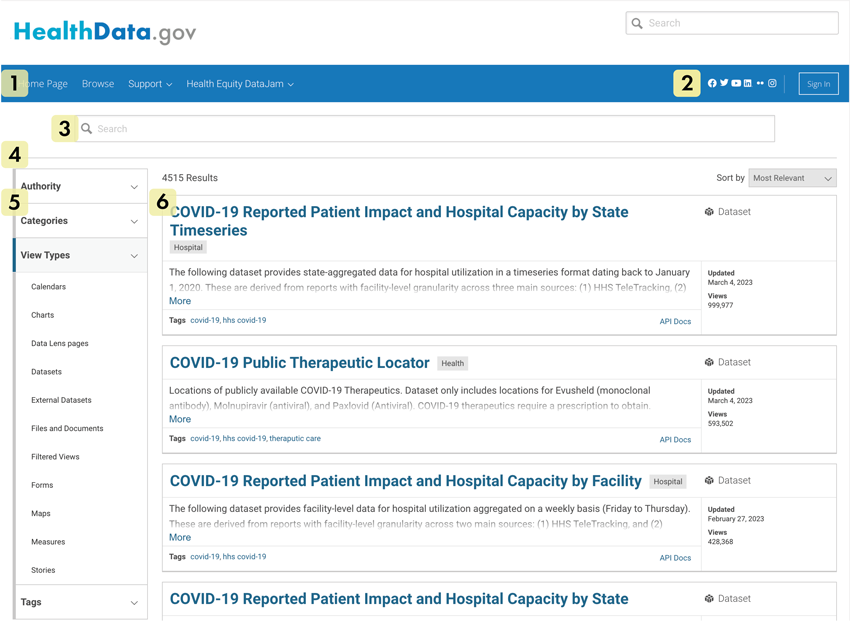 HealthData.gov
Search
1
ome Page Browse Support Health Equity DataJam
2
Sign In
3
Search
4
4515 Results
Sort by Most Relevant
Authority
5
Categories
View Types
Calendars
Charts
Data Lens pages
Datasets
External Datasets
Files and Documents
Filtered Views
Forms
Maps
Measures
Stories
Tags
6
COVID-19 Reported Patient Impact and Hospital Capacity by State
Timeseries
Hospital
Dataset
The following dataset provides state-aggregated data for hospital utilization in a timeseries format dating back to January
1, 2020. These are derived from reports with facility-level granularity across three main sources: (1) HHS TeleTracking, (2)
More
Tags covid-19, hhs covid-19
API Docs
Updated
March 4, 2023
Views
999,977
COVID-19 Public Therapeutic Locator Health
Dataset
Locations of publicly available COVID-19 Therapeutics. Dataset only includes locations for Evusheld (monoclonal
antibody), Molnupiravir (antiviral), and Paxlovid (Antiviral). COVID-19 therapeutics require a prescription to obtain.
More
Tags covid-19, hhs covid-19, theraputic care
API Docs
Updated
March 4, 2023
Views
593,502
COVID-19 Reported Patient Impact and Hospital Capacity by Facility Hospital
Dataset
The following dataset provides facility-level data for hospital utilization aggregated on a weekly basis (Friday to Thursday).
These are derived from reports with facility-level granularity across two main sources: (1) HHS TeleTracking, and (2)
More
Tags covid-19, hhs covid-19
API Docs
Updated
February 27, 2023
Views
428,368
COVID-19 Reported Patient Impact and Hospital Capacity by State
Dataset